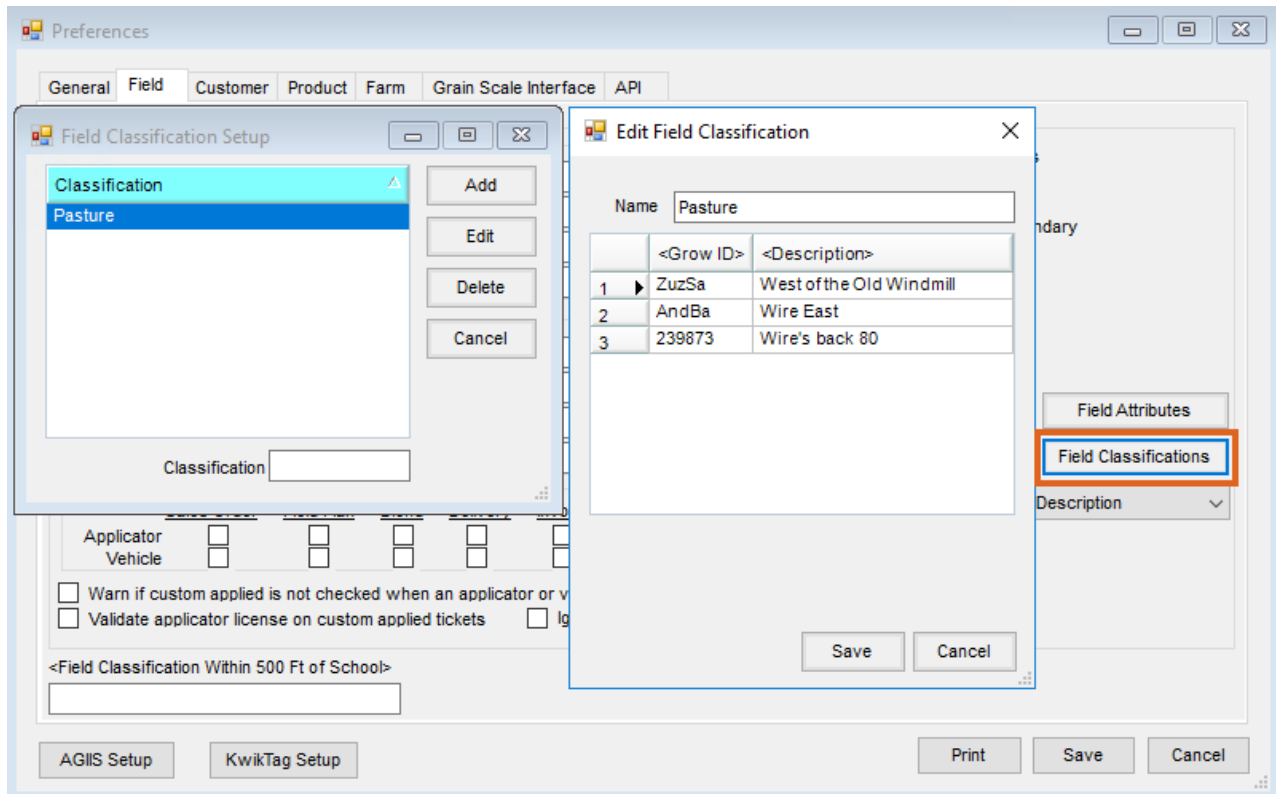 Preferences
General Field Customer Product Farm Grain Scale Interface API
Field Classification Setup
Classification
Pasture
Add
Edit
Delete
Cancel
Classification
Edit Field Classification
Name Pasture
<Grow ID> <Description>
1 ZuzSa West of the Old Windmill
2 AndBa Wire East
3 239873 Wire's back 80
Save Cancel
ndary
Field Attributes
Field Classifications
Description
Applicator
Vehicle
Warn if custom applied is not checked when an applicator or v
Validate applicator license on custom applied tickets Ig
<Field Classification Within 500 Ft of School>
AGIIS Setup KwikTag Setup Print Save Cancel